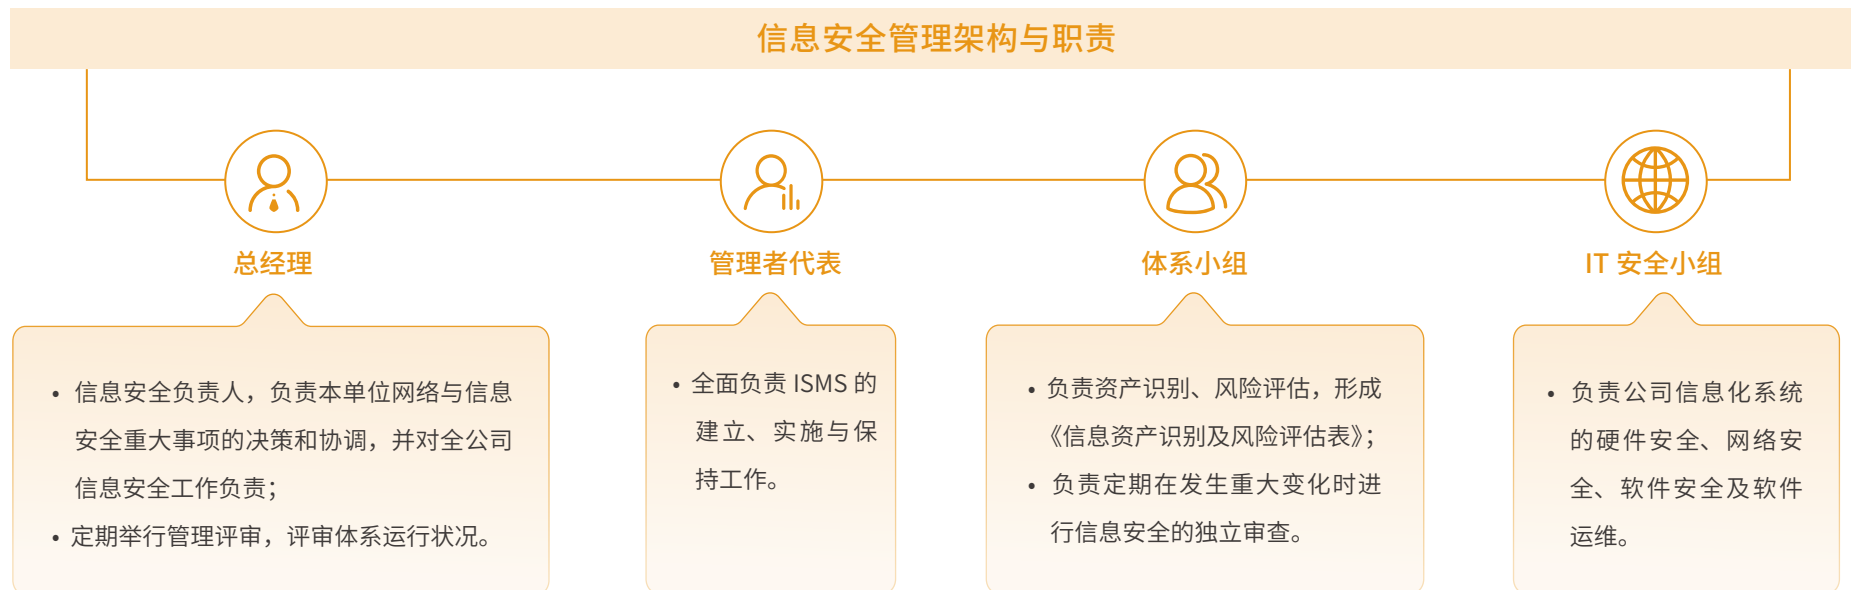 信息安全管理架构与职责
总经理
• 信息安全负责人，负责本单位网络与信息
安全重大事项的决策和协调，并对全公司
信息安全工作负责；
• 定期举行管理评审，评审体系运行状况。
管理者代表
• 全面负责 ISMS 的
建立、实施与保
持工作。
体系小组
• 负责资产识别、风险评估，形成
《信息资产识别及风险评估表》；
• 负责定期在发生重大变化时进
行信息安全的独立审查。
IT 安全小组
• 负责公司信息化系统
的硬件安全、网络安
全、软件安全及软件
运维。